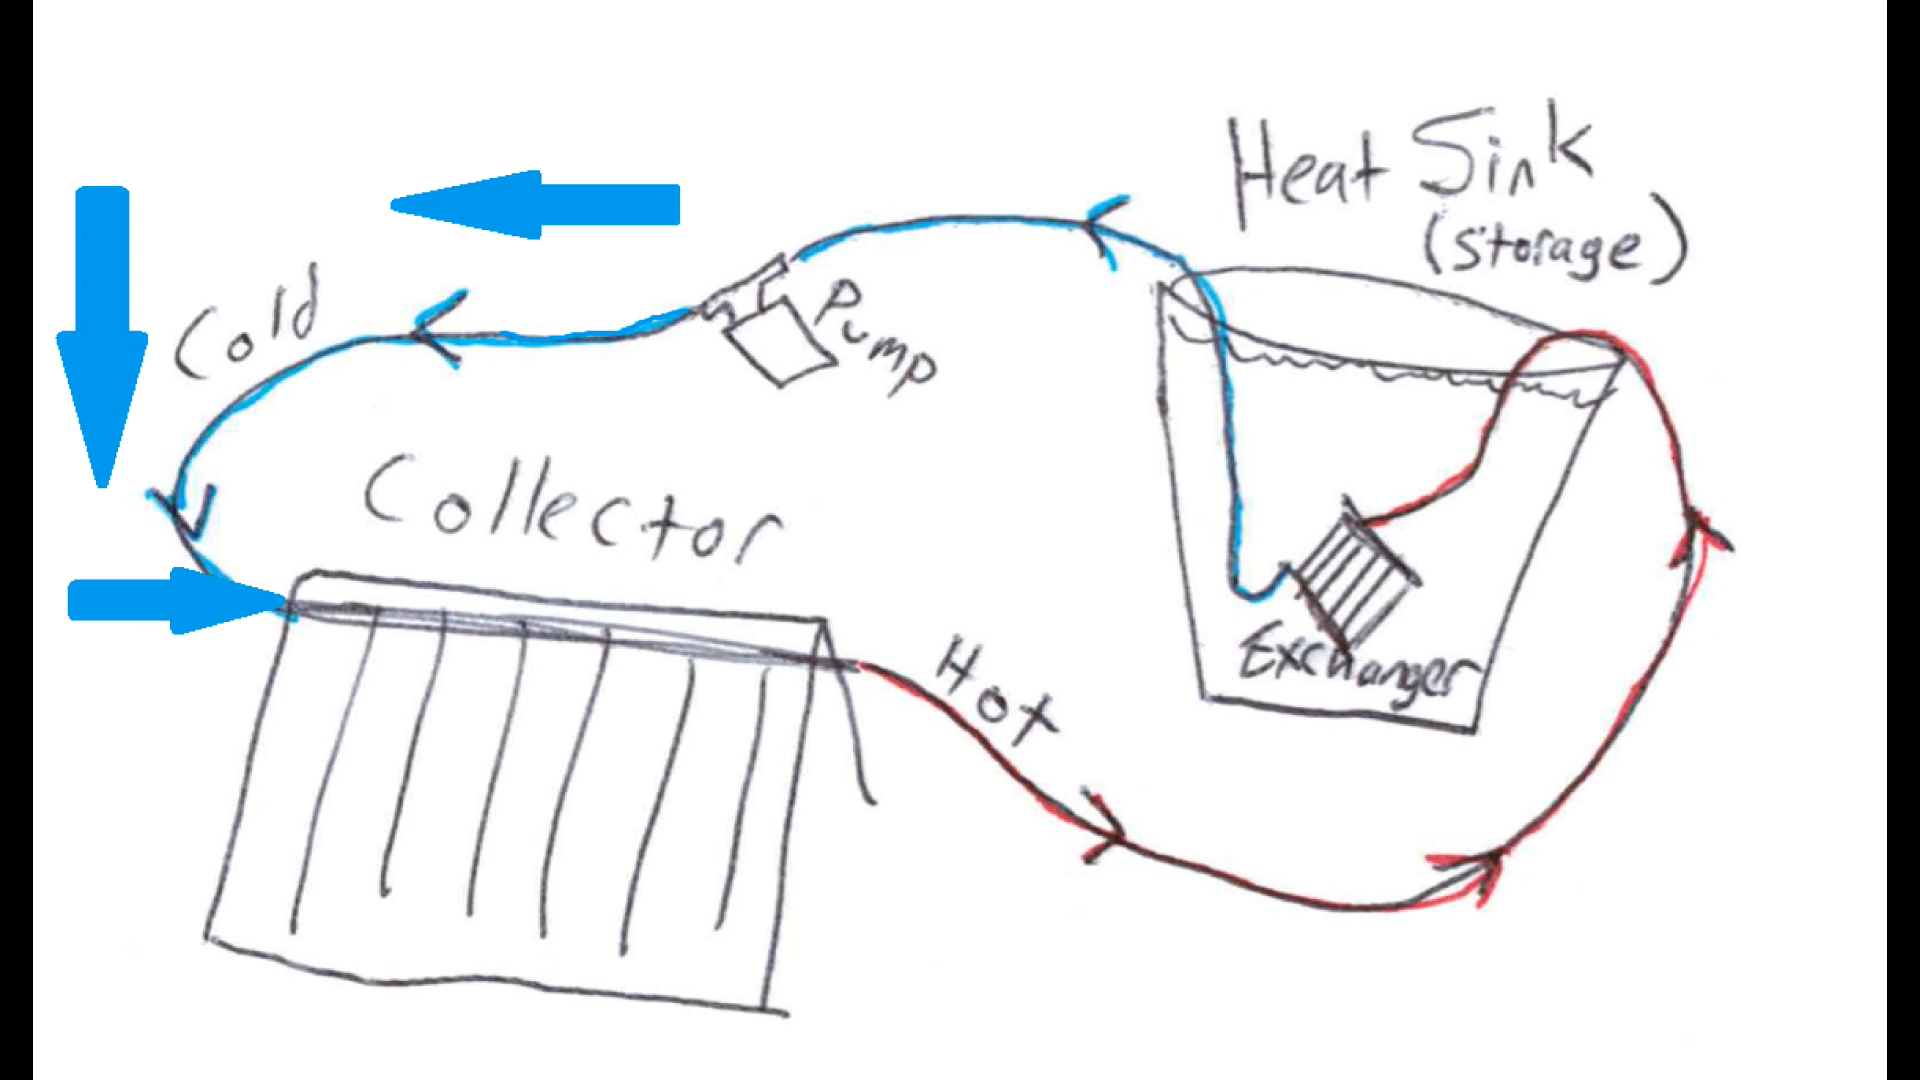 Heat Sink
(storage)
Cold
Pump
Collector
Exchanger
Hot